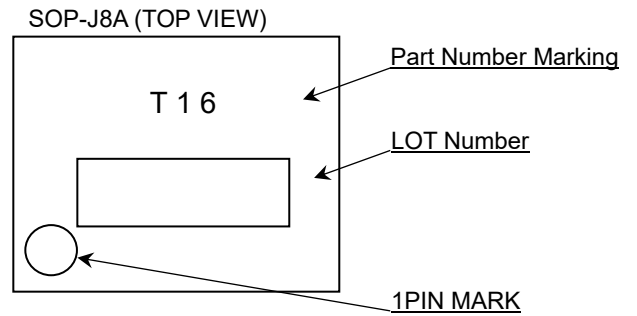 SOP-J8A (TOP VIEW)
Part Number Marking
T 1 6
LOT Number
1PIN MARK